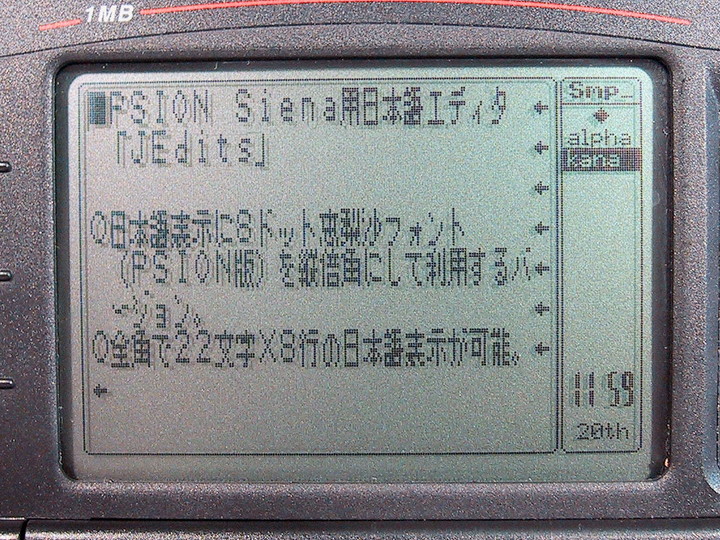 1MB
PSION Siena用日本語エディタ
「JEdits」
○日本語表示に8ドット恵梨沙フォント
(PSION版)を縦倍角にして利用するバ
ージョン。
○全角で22文字×8行の日本語表示が可能。
Smp_
alpha
kana
11 59
20th